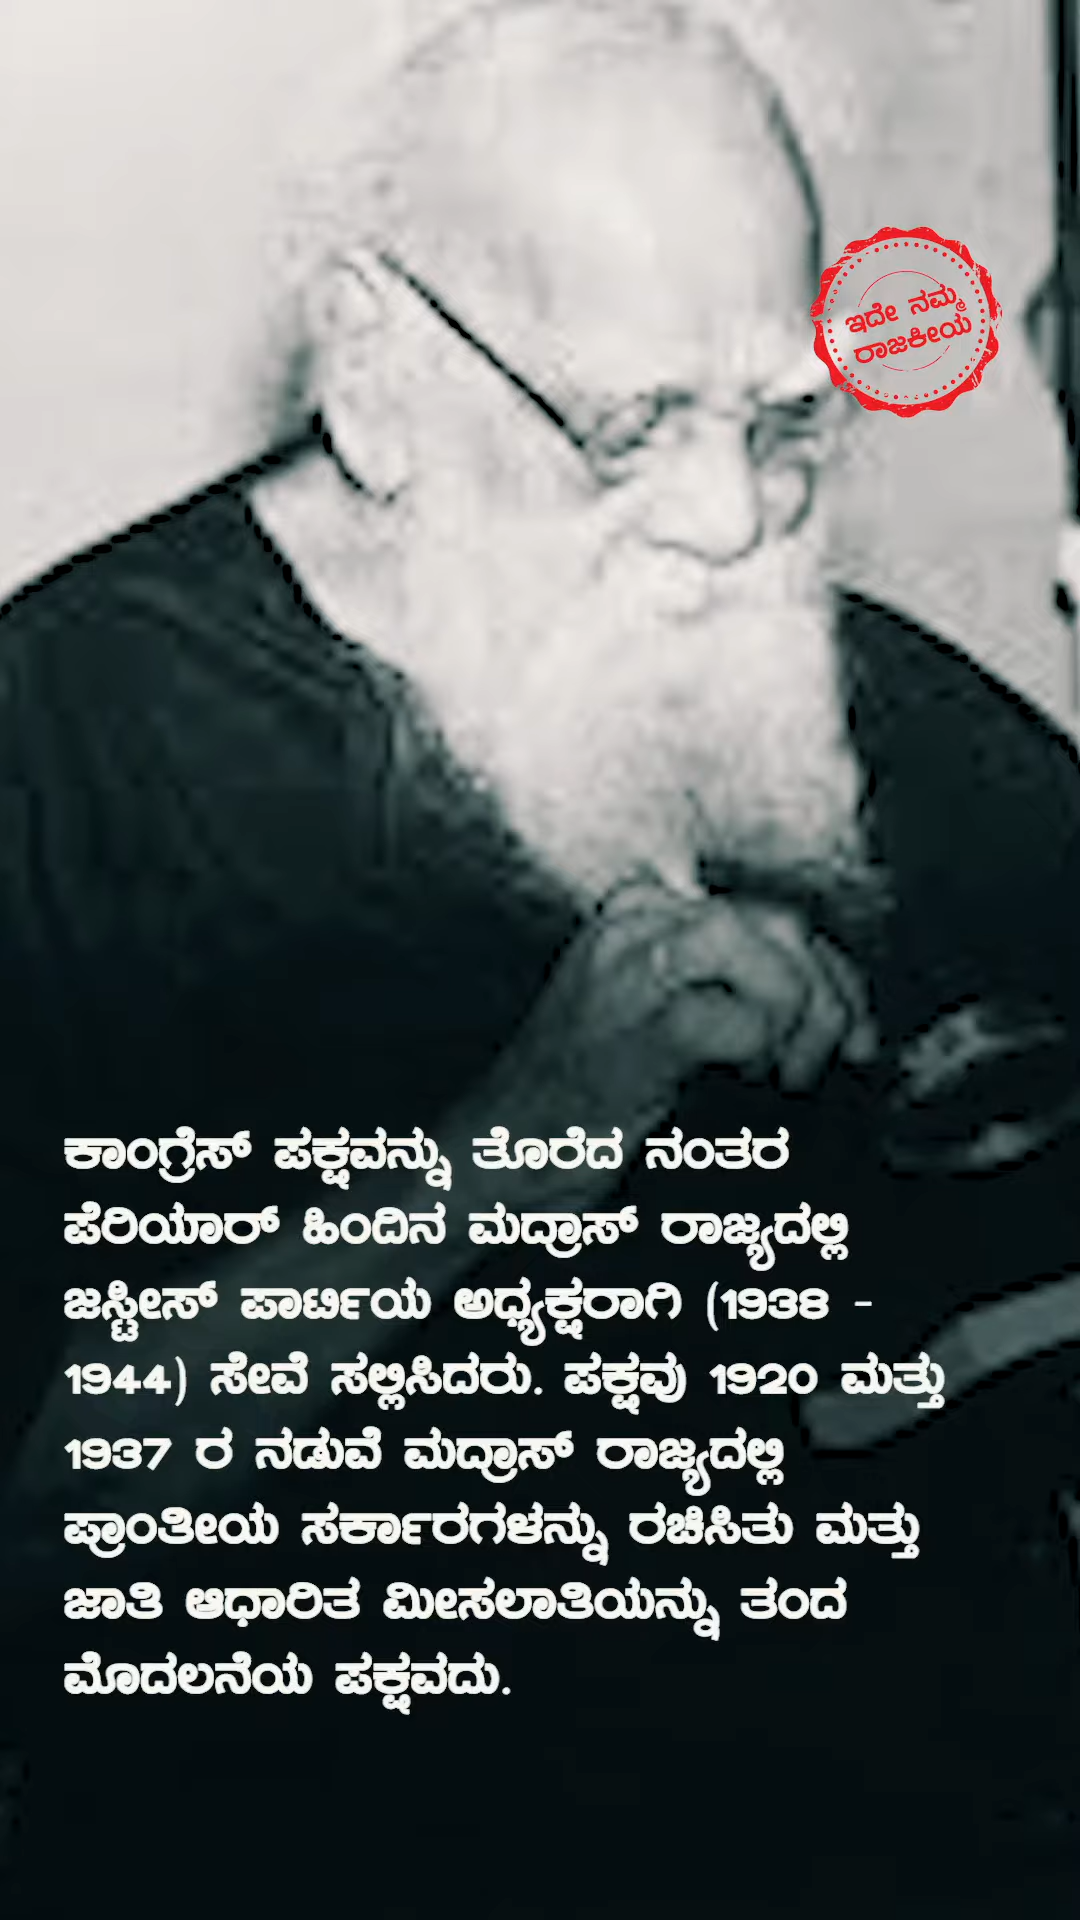 ಇದೇ ನಮ್ಮ
ರಾಜಕೀಯ
ಕಾಂಗ್ರೆಸ್ ಪಕ್ಷವನ್ನು ತೊರೆದ ನಂತರ
ಪೆರಿಯಾರ್ ಹಿಂದಿನ ಮದ್ರಾಸ್ ರಾಜ್ಯದಲ್ಲಿ
ಜಸ್ಟೀಸ್ ಪಾರ್ಟಿಯ ಅಧ್ಯಕ್ಷರಾಗಿ (1938 -
1944) ಸೇವೆ ಸಲ್ಲಿಸಿದರು. ಪಕ್ಷವು 1920 ಮತ್ತು
1937 ರ ನಡುವೆ ಮದ್ರಾಸ್ ರಾಜ್ಯದಲ್ಲಿ
ಪ್ರಾಂತೀಯ ಸರ್ಕಾರಗಳನ್ನು ರಚಿಸಿತು ಮತ್ತು
ಜಾತಿ ಆಧಾರಿತ ಮೀಸಲಾತಿಯನ್ನು ತಂದ
ಮೊದಲನೆಯ ಪಕ್ಷವದು.